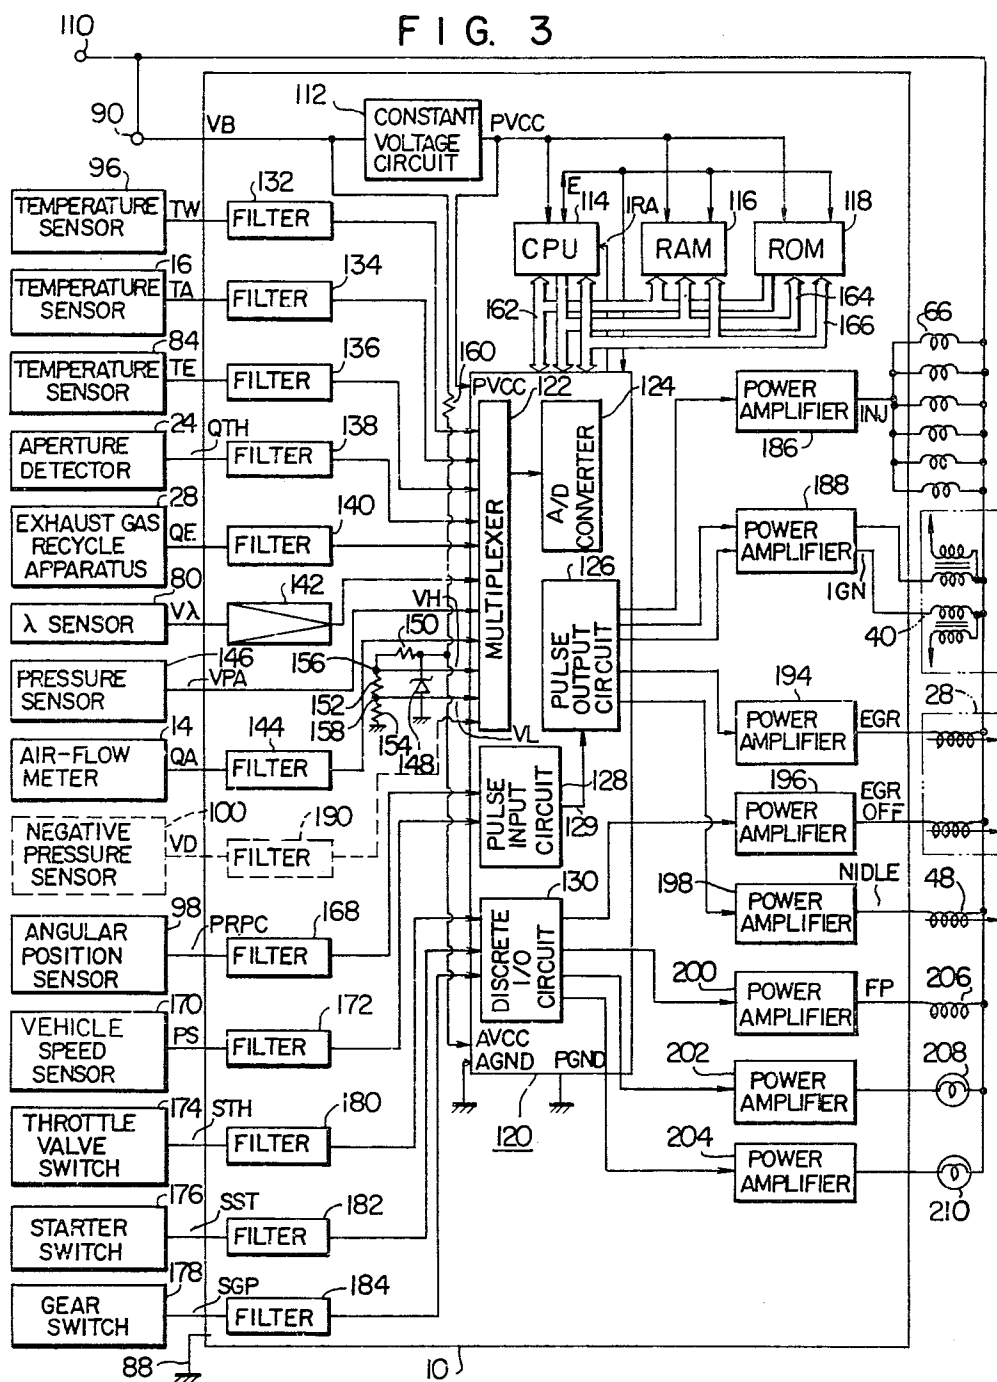 FIG. 3
110
112
CONSTANT
VOLTAGE
CIRCUIT
90
VB
PVCC
96
TEMPERATURE
SENSOR
TW
132
FILTER
E
114
CPU
IRA
116
RAM
118
ROM
16
TEMPERATURE
SENSOR
TA
134
FILTER
162
164
166
66
84
TEMPERATURE
SENSOR
TE
136
FILTER
160
PVCC
122
124
POWER
AMPLIFIER
INJ
186
24
APERTURE
DETECTOR
QTH
138
FILTER
MULTIPLEXER
A/D
CONVERTER
28
EXHAUST GAS
RECYCLE
APPARATUS
QE
140
FILTER
188
POWER
AMPLIFIER
IGN
40
80
λ SENSOR
Vλ
142
VH
126
PULSE
OUTPUT
CIRCUIT
150
146
PRESSURE
SENSOR
VPA
156
152
158
154
148
VL
194
POWER
AMPLIFIER
EGR
28
14
AIR-FLOW
METER
QA
144
FILTER
PULSE
INPUT
CIRCUIT
128
129
196
POWER
AMPLIFIER
EGR
OFF
100
NEGATIVE
PRESSURE
SENSOR
VD
190
FILTER
198
POWER
AMPLIFIER
NIDLE
48
98
ANGULAR
POSITION
SENSOR
PRPC
168
FILTER
130
DISCRETE
I/O
CIRCUIT
200
POWER
AMPLIFIER
FP
206
170
VEHICLE
SPEED
SENSOR
PS
172
FILTER
AVCC
AGND
PGND
202
POWER
AMPLIFIER
208
174
THROTTLE
VALVE
SWITCH
STH
180
FILTER
120
204
POWER
AMPLIFIER
210
176
STARTER
SWITCH
SST
182
FILTER
178
GEAR
SWITCH
SGP
184
FILTER
88
10